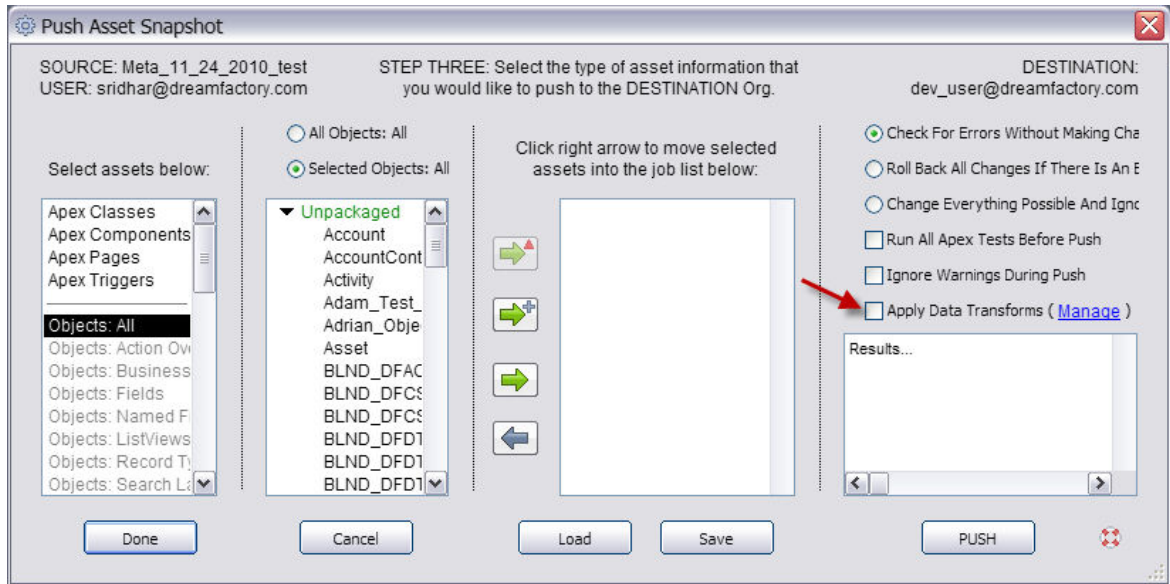 Push Asset Snapshot
SOURCE: Meta_11_24_2010_test
USER: sridhar@dreamfactory.com
STEP THREE: Select the type of asset information that
you would like to push to the DESTINATION Org.
DESTINATION:
dev_user@dreamfactory.com
Select assets below:
Apex Classes
Apex Components
Apex Pages
Apex Triggers
Objects: All
Objects: Action Ov
Objects: Business
Objects: Fields
Objects: Named F
Objects: ListViews
Objects: Record Ty
Objects: Search La
All Objects: All
Selected Objects: All
Unpackaged
Account
AccountCont
Activity
Adam_Test_
Adrian_Obje
Asset
BLND_DFAC
BLND_DFCS
BLND_DFCS
BLND_DFDT
BLND_DFDT
BLND_DFDT
Click right arrow to move selected
assets into the job list below:
Check For Errors Without Making Cha
Roll Back All Changes If There Is An E
Change Everything Possible And Igno
Run All Apex Tests Before Push
Ignore Warnings During Push
Apply Data Transforms ( Manage )
Results...
Done
Cancel
Load
Save
PUSH